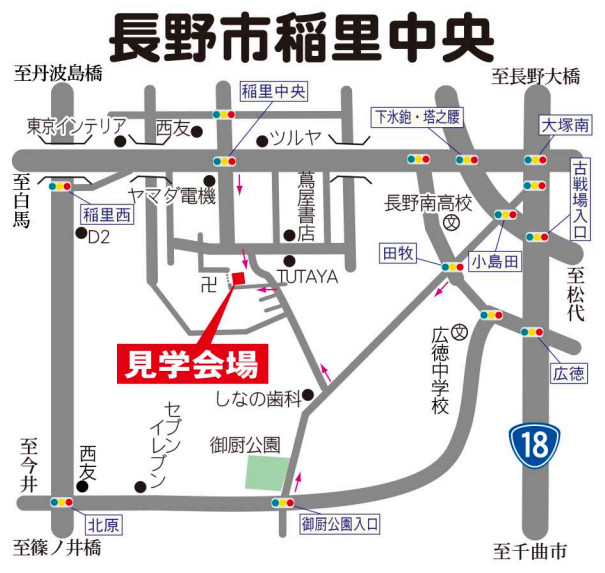 長野市稲里中央
至丹波島橋
稲里中央
至長野大橋
東京インテリア
西友
ツルヤ
下氷鉋・塔之腰
大塚南
至白馬
稲里西
ヤマダ電機
蔦屋書店
長野南高校
文
古戦場入口
D2
卍
TUTAYA
田牧
小島田
至松代
見学会場
広徳中学校
文
広徳
しなの歯科
セブンイレブン
御厨公園
18
至今井
西友
北原
御厨公園入口
至篠ノ井橋
至千曲市